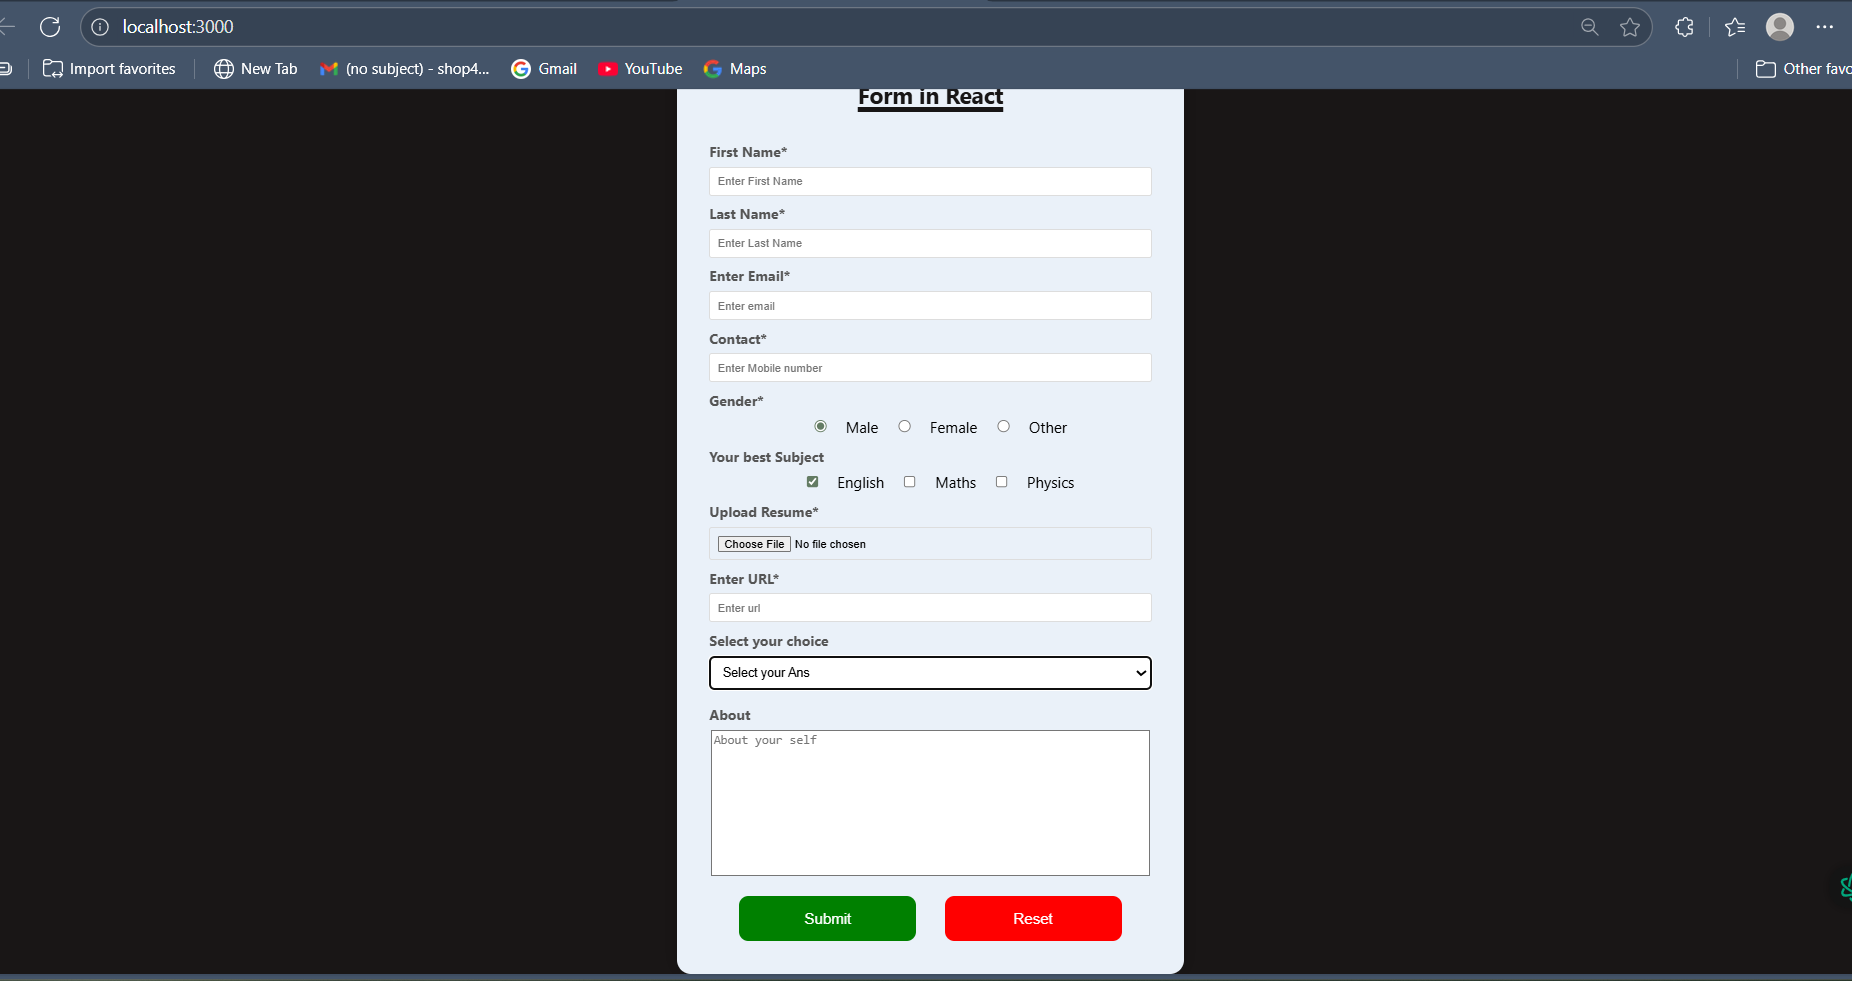 localhost:3000
Import favorites New Tab (no subject) - shop4... Gmail YouTube Maps Other favo
Form in React
First Name*
Enter First Name
Last Name*
Enter Last Name
Enter Email*
Enter email
Contact*
Enter Mobile number
Gender*
Male Female Other
Your best Subject
English Maths Physics
Upload Resume*
Choose File No file chosen
Enter URL*
Enter url
Select your choice
Select your Ans
About
About your self
Submit Reset